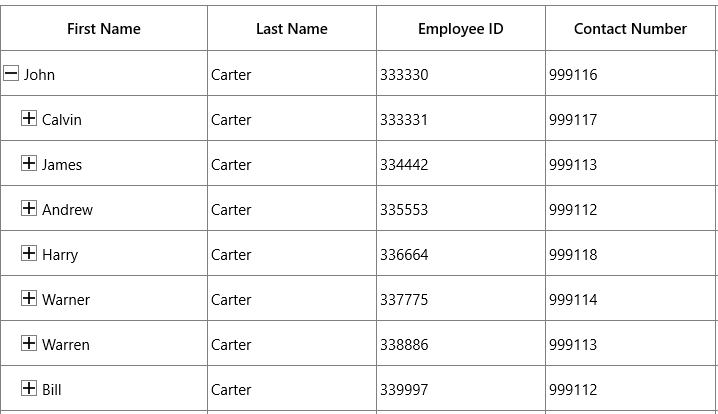 First Name Last Name Employee ID Contact Number
John Carter 333330 999116
Calvin Carter 333331 999117
James Carter 334442 999113
Andrew Carter 335553 999112
Harry Carter 336664 999118
Warner Carter 337775 999114
Warren Carter 338886 999113
Bill Carter 339997 999112